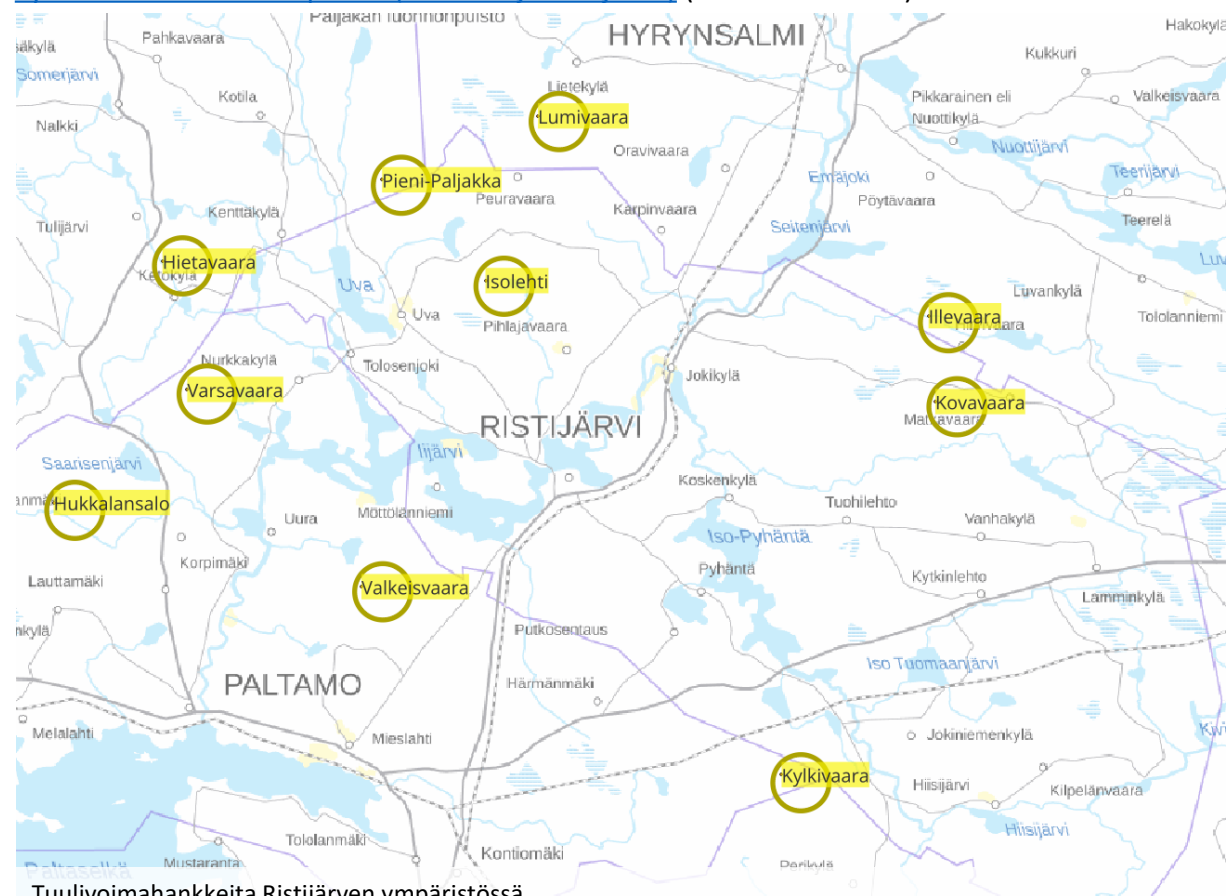 Paljakan luonnonpuisto
HYRYNSALMI
Hakokylä
Pahkavaara
Kukkuri
Somerjärvi
Lietekylä
Kotila
Pikkarainen eli
Nuottikylä
Valkeisvaara
Lumivaara
Nalkki
Oravivaara
Nuottijärvi
Teerijärvi
Emäjoki
Pieni-Paljakka
Peuravaara
Pöytävaara
Kenttäkylä
Karpinvaara
Tulijärvi
Seitenjärvi
Teerelä
Hietavaara
Ketokylä
Isolehti
Uva
Luvankylä
Uva
Pihlajavaara
Illevaara
Tololanniemi
Nurkkakylä
Tolosenjoki
Jokikylä
Varsavaara
Kovavaara
Matkavaara
RISTIJÄRVI
Iijärvi
Saarisenjärvi
Koskenkylä
Hukkalansalo
Möttölänniemi
Tuohilehto
Uura
Vanhakylä
Iso-Pyhäntä
Korpimäki
Pyhäntä
Lauttamäki
Valkeisvaara
Kytkinlehto
Lamminkylä
Putkosentaus
Iso Tuomaanjärvi
PALTAMO
Härmänmäki
Melalahti
Mieslahti
Jokiniemenkylä
Kylkivaara
Hiisijärvi
Kilpelänvaara
Hiisijärvi
Tololanmäki
Kontiomäki
Paltaselkä
Mustaranta
Perikylä
Tuulivoimahankkeita Ristijärven ympäristössä